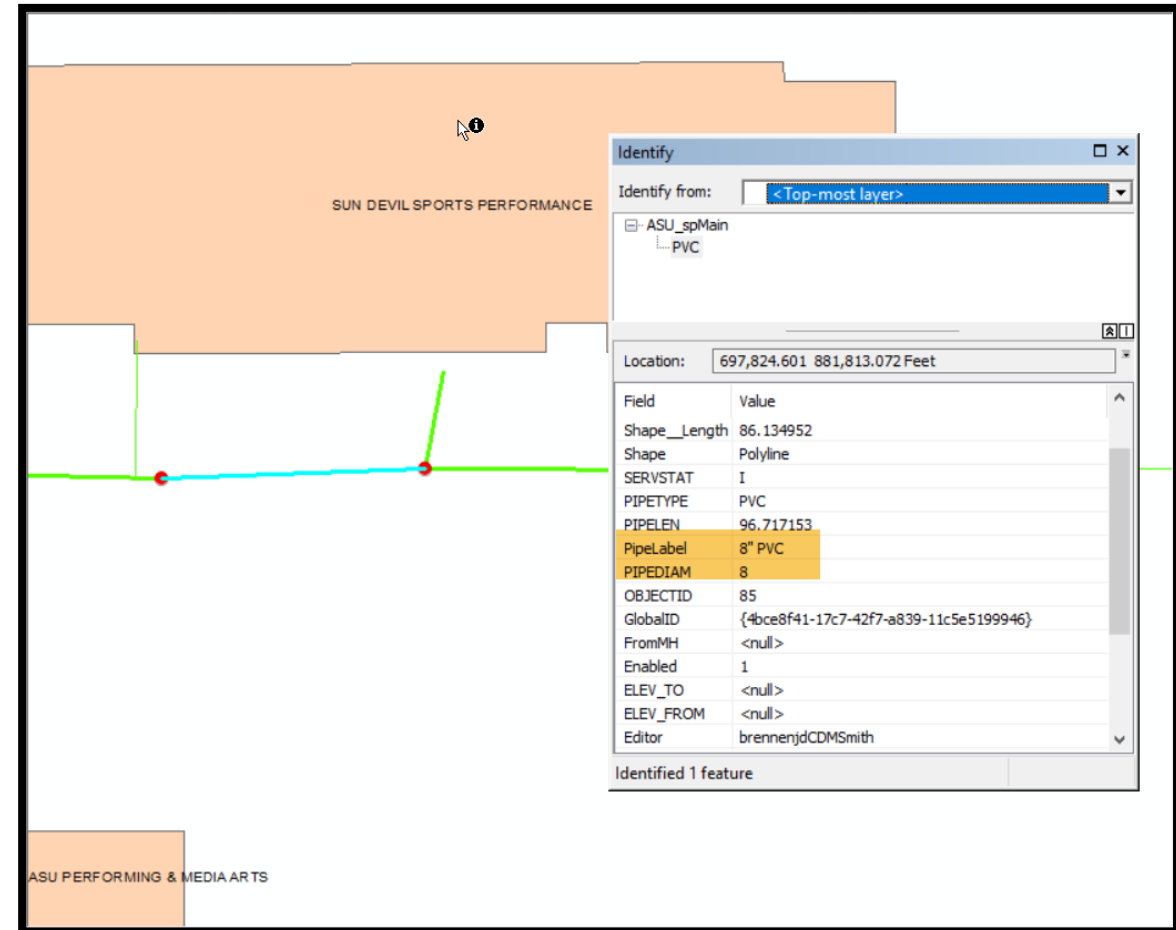 SUN DEVIL SPORTS PERFORMANCE
Identify
Identify from: <Top-most layer>
ASU_spMain
PVC
Location: 697,824.601 881,813.072 Feet
Field Value
Shape__Length 86.134952
Shape Polyline
SERVSTAT I
PIPETYPE PVC
PIPELEN 96.717153
PipeLabel 8" PVC
PIPEDIAM 8
OBJECTID 85
GlobalID {4bce8f41-17c7-42f7-a839-11c5e5199946}
FromMH <null>
Enabled 1
ELEV_TO <null>
ELEV_FROM <null>
Editor brennenjdCDMSmith
Identified 1 feature
ASU PERFORMING & MEDIA ARTS